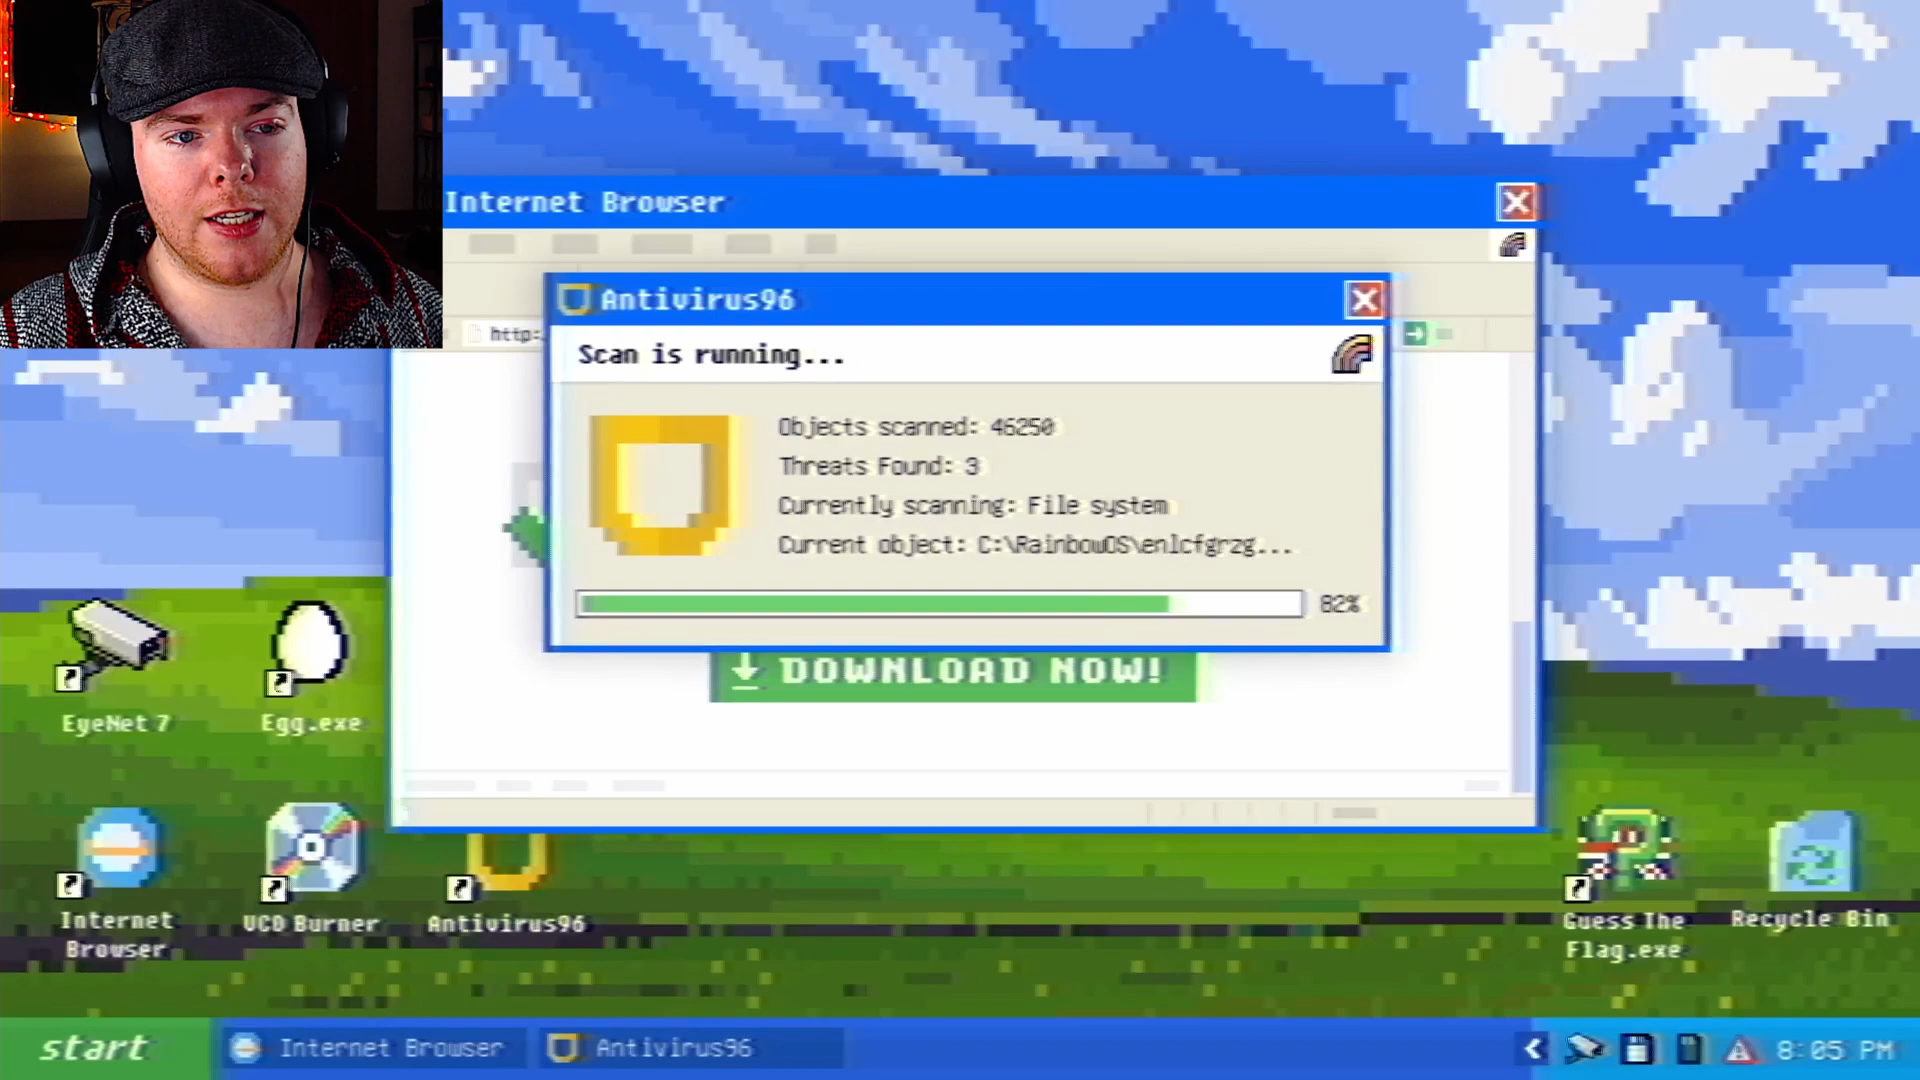 Internet Browser
Antivirus96
http:
Scan is running...
Objects scanned: 46250
Threats Found: 3
Currently scanning: File system
Current object: C:\RainbowOS\enlcfgrzg...
82%
DOWNLOAD NOW!
EyeNet 7
Egg.exe
Internet
Browser
VCD Burner
Antivirus96
Guess The
Flag.exe
Recycle Bin
start
Internet Browser
Antivirus96
8:05 PM